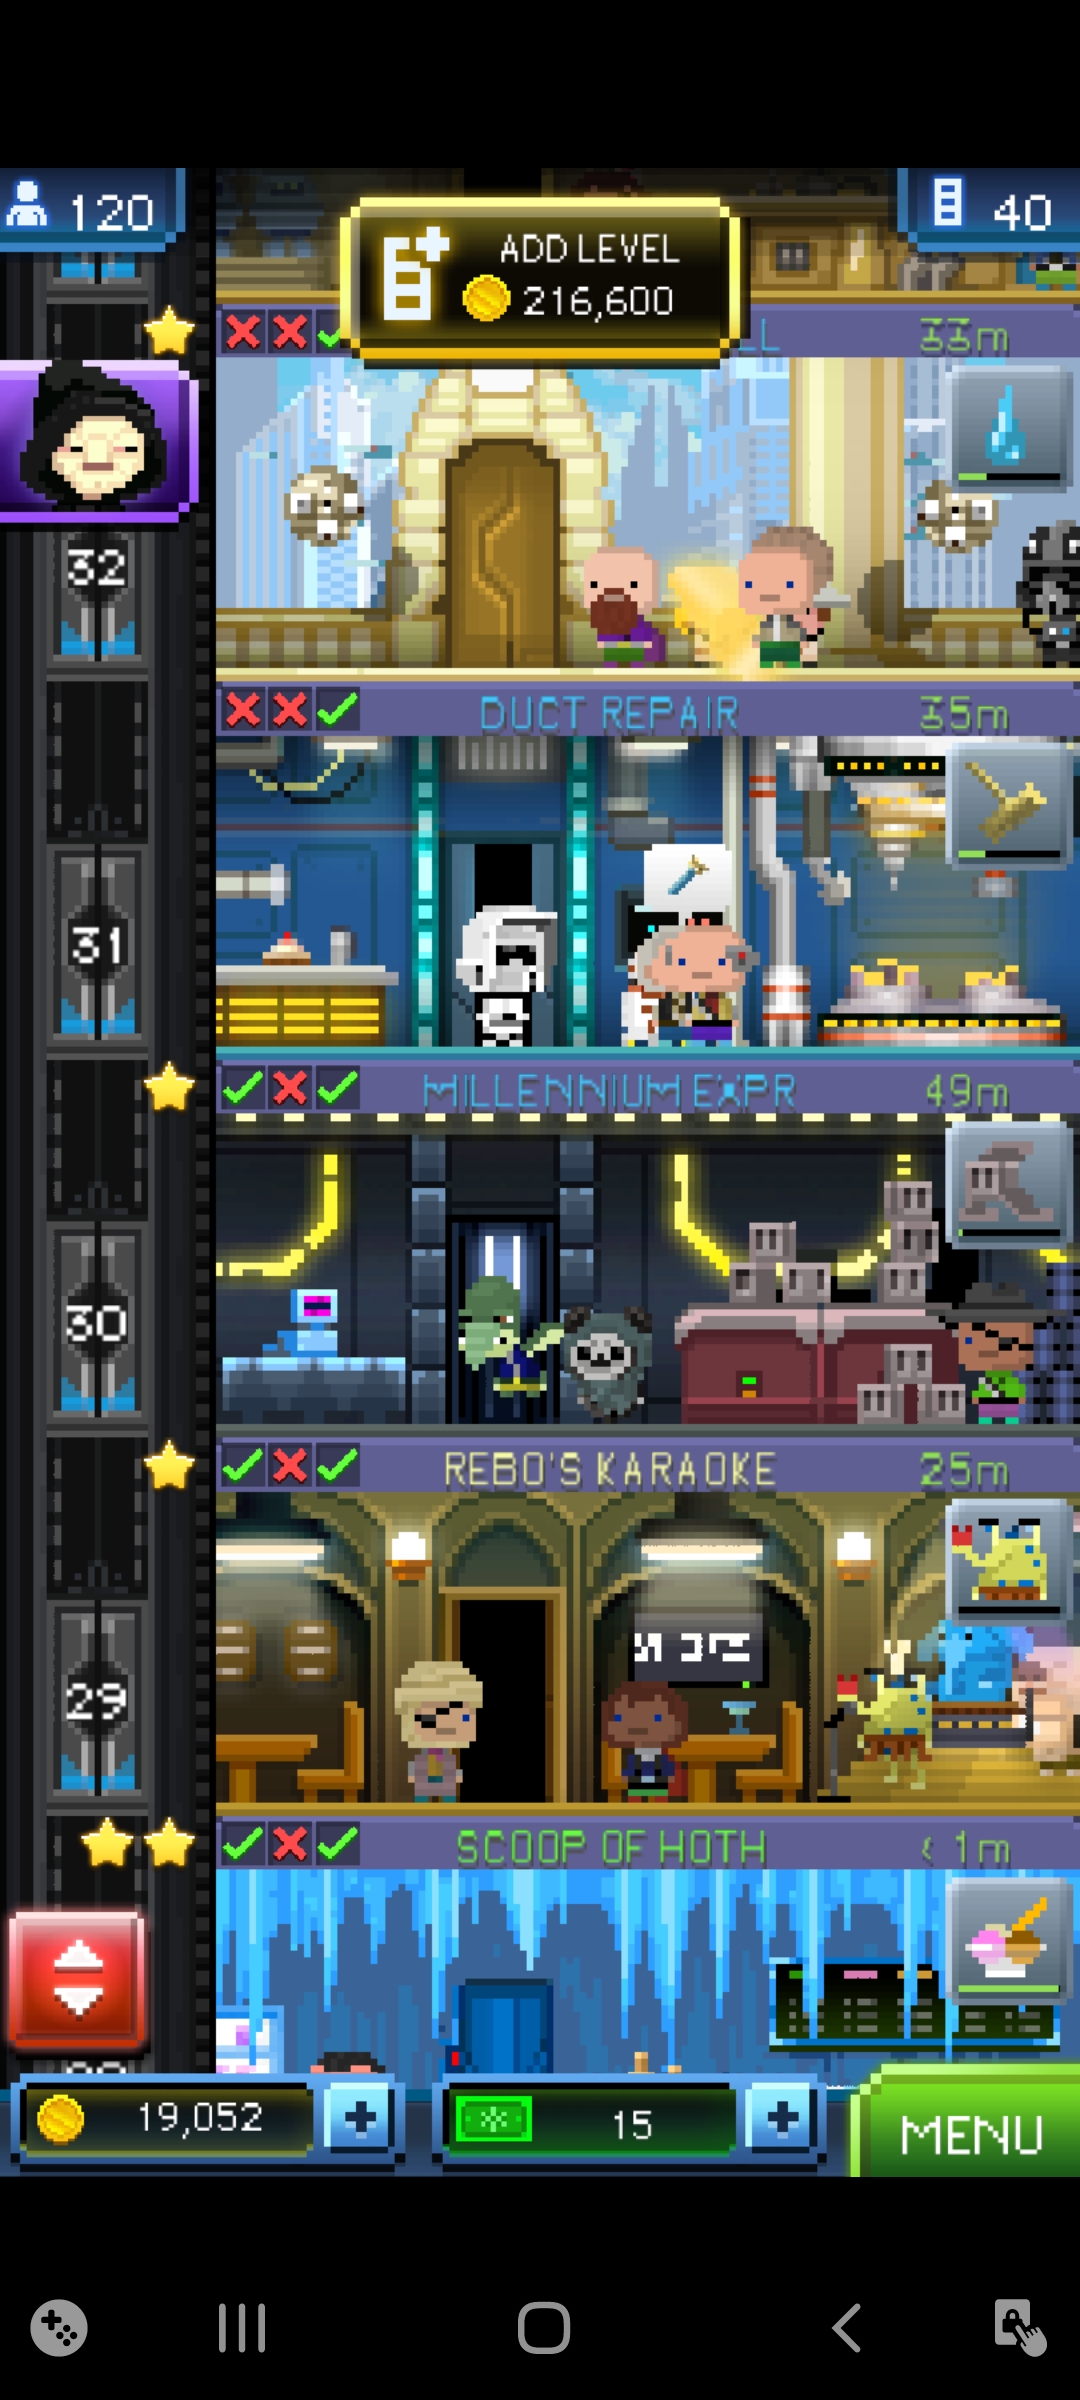 120
ADD LEVEL
216,600
40
LL
33m
32
DUCT REPAIR
35m
31
MILLENNIUM EXPR
49m
30
REBO'S KARAOKE
25m
29
SCOOP OF HOTH
< 1m
19,052
15
MENU